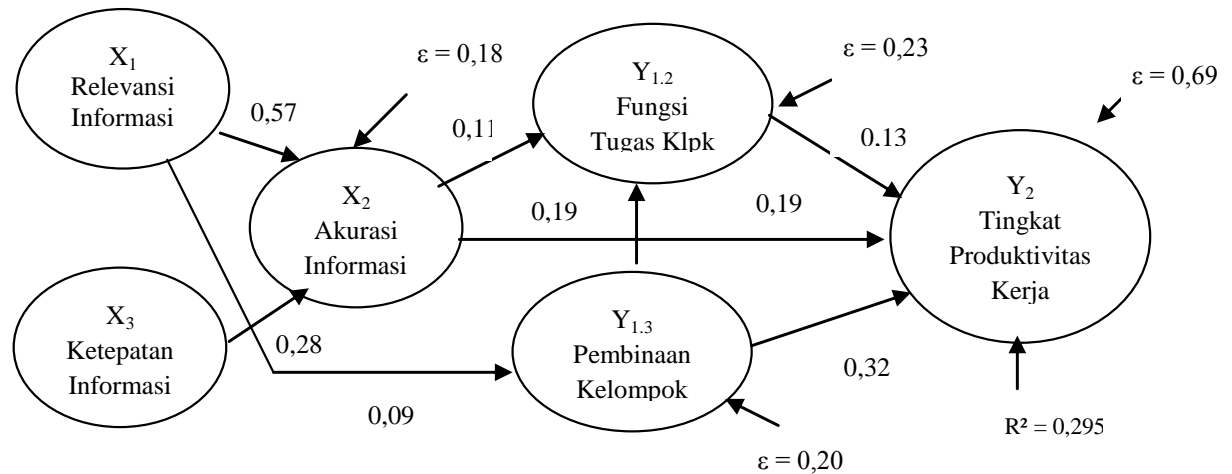 X₁
Relevansi
Informasi
ε = 0,18
Y₁.₂
Fungsi
Tugas Klpk
ε = 0,23
ε = 0,69
0,57
0,11
0.13
X₂
Akurasi
Informasi
0,19
0,19
Y₂
Tingkat
Produktivitas
Kerja
X₃
Ketepatan
Informasi
0,28
Y₁.₃
Pembinaan
Kelompok
0,32
0,09
R² = 0,295
ε = 0,20